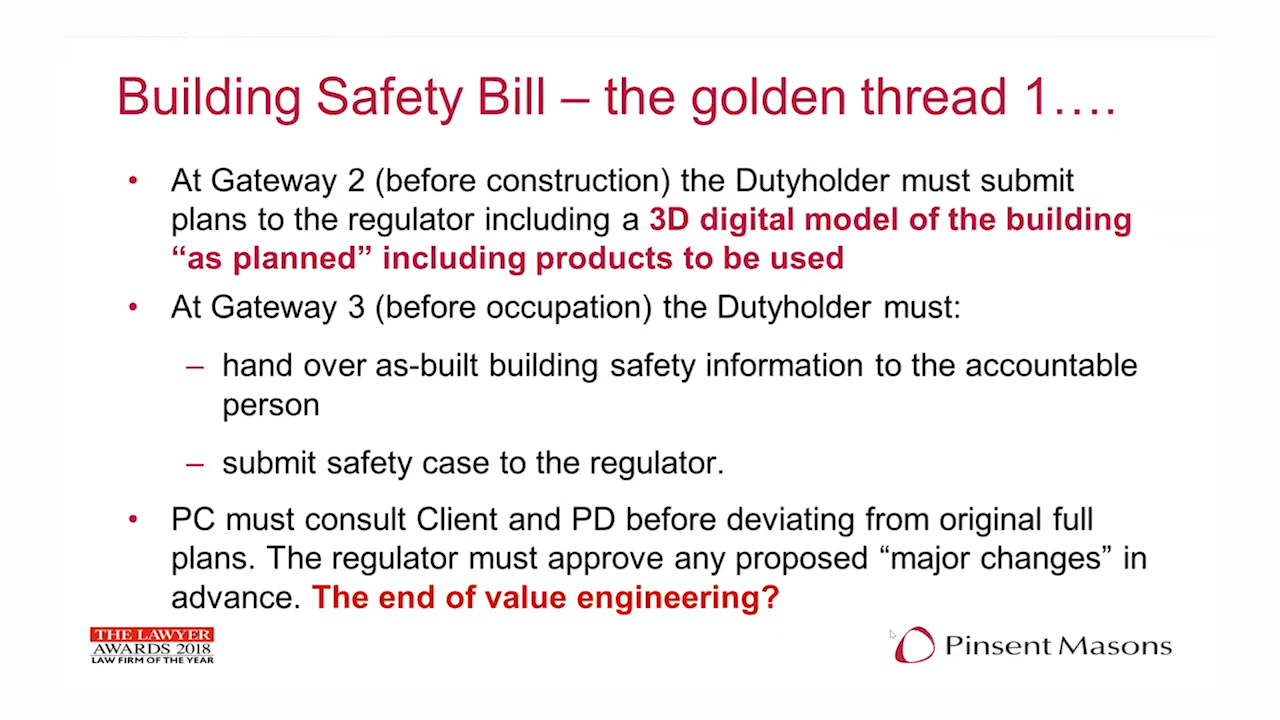 Building Safety Bill – the golden thread 1….
• At Gateway 2 (before construction) the Dutyholder must submit
plans to the regulator including a 3D digital model of the building
“as planned” including products to be used
• At Gateway 3 (before occupation) the Dutyholder must:
– hand over as-built building safety information to the accountable
person
– submit safety case to the regulator.
• PC must consult Client and PD before deviating from original full
plans. The regulator must approve any proposed “major changes” in
advance. The end of value engineering?
THE LAWYER
AWARDS 2018
LAW FIRM OF THE YEAR
Pinsent Masons